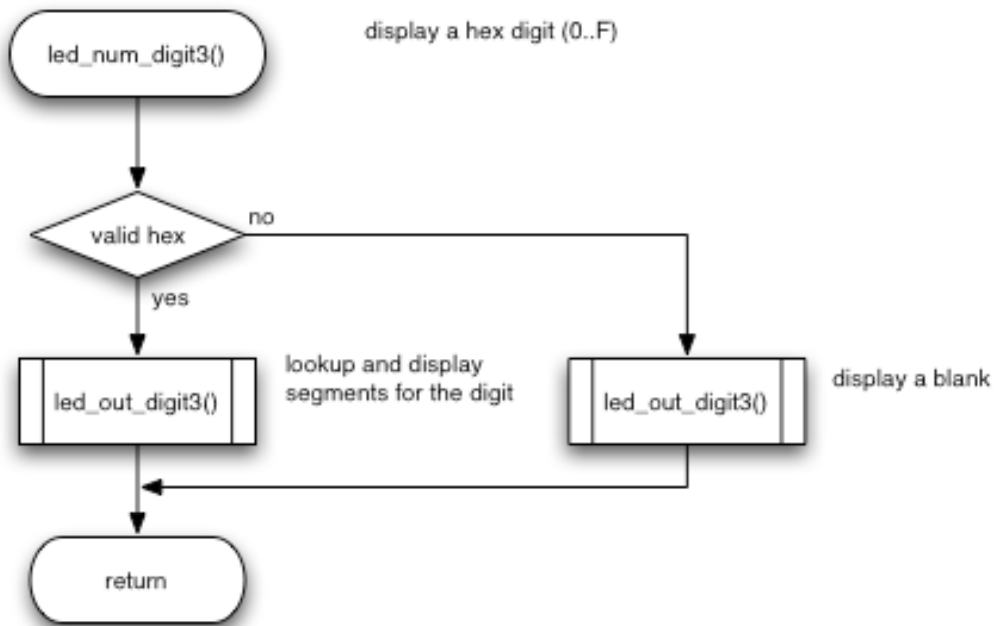 led_num_digit3()
display a hex digit (0..F)
valid hex
no
yes
led_out_digit3()
lookup and display
segments for the digit
led_out_digit3()
display a blank
return